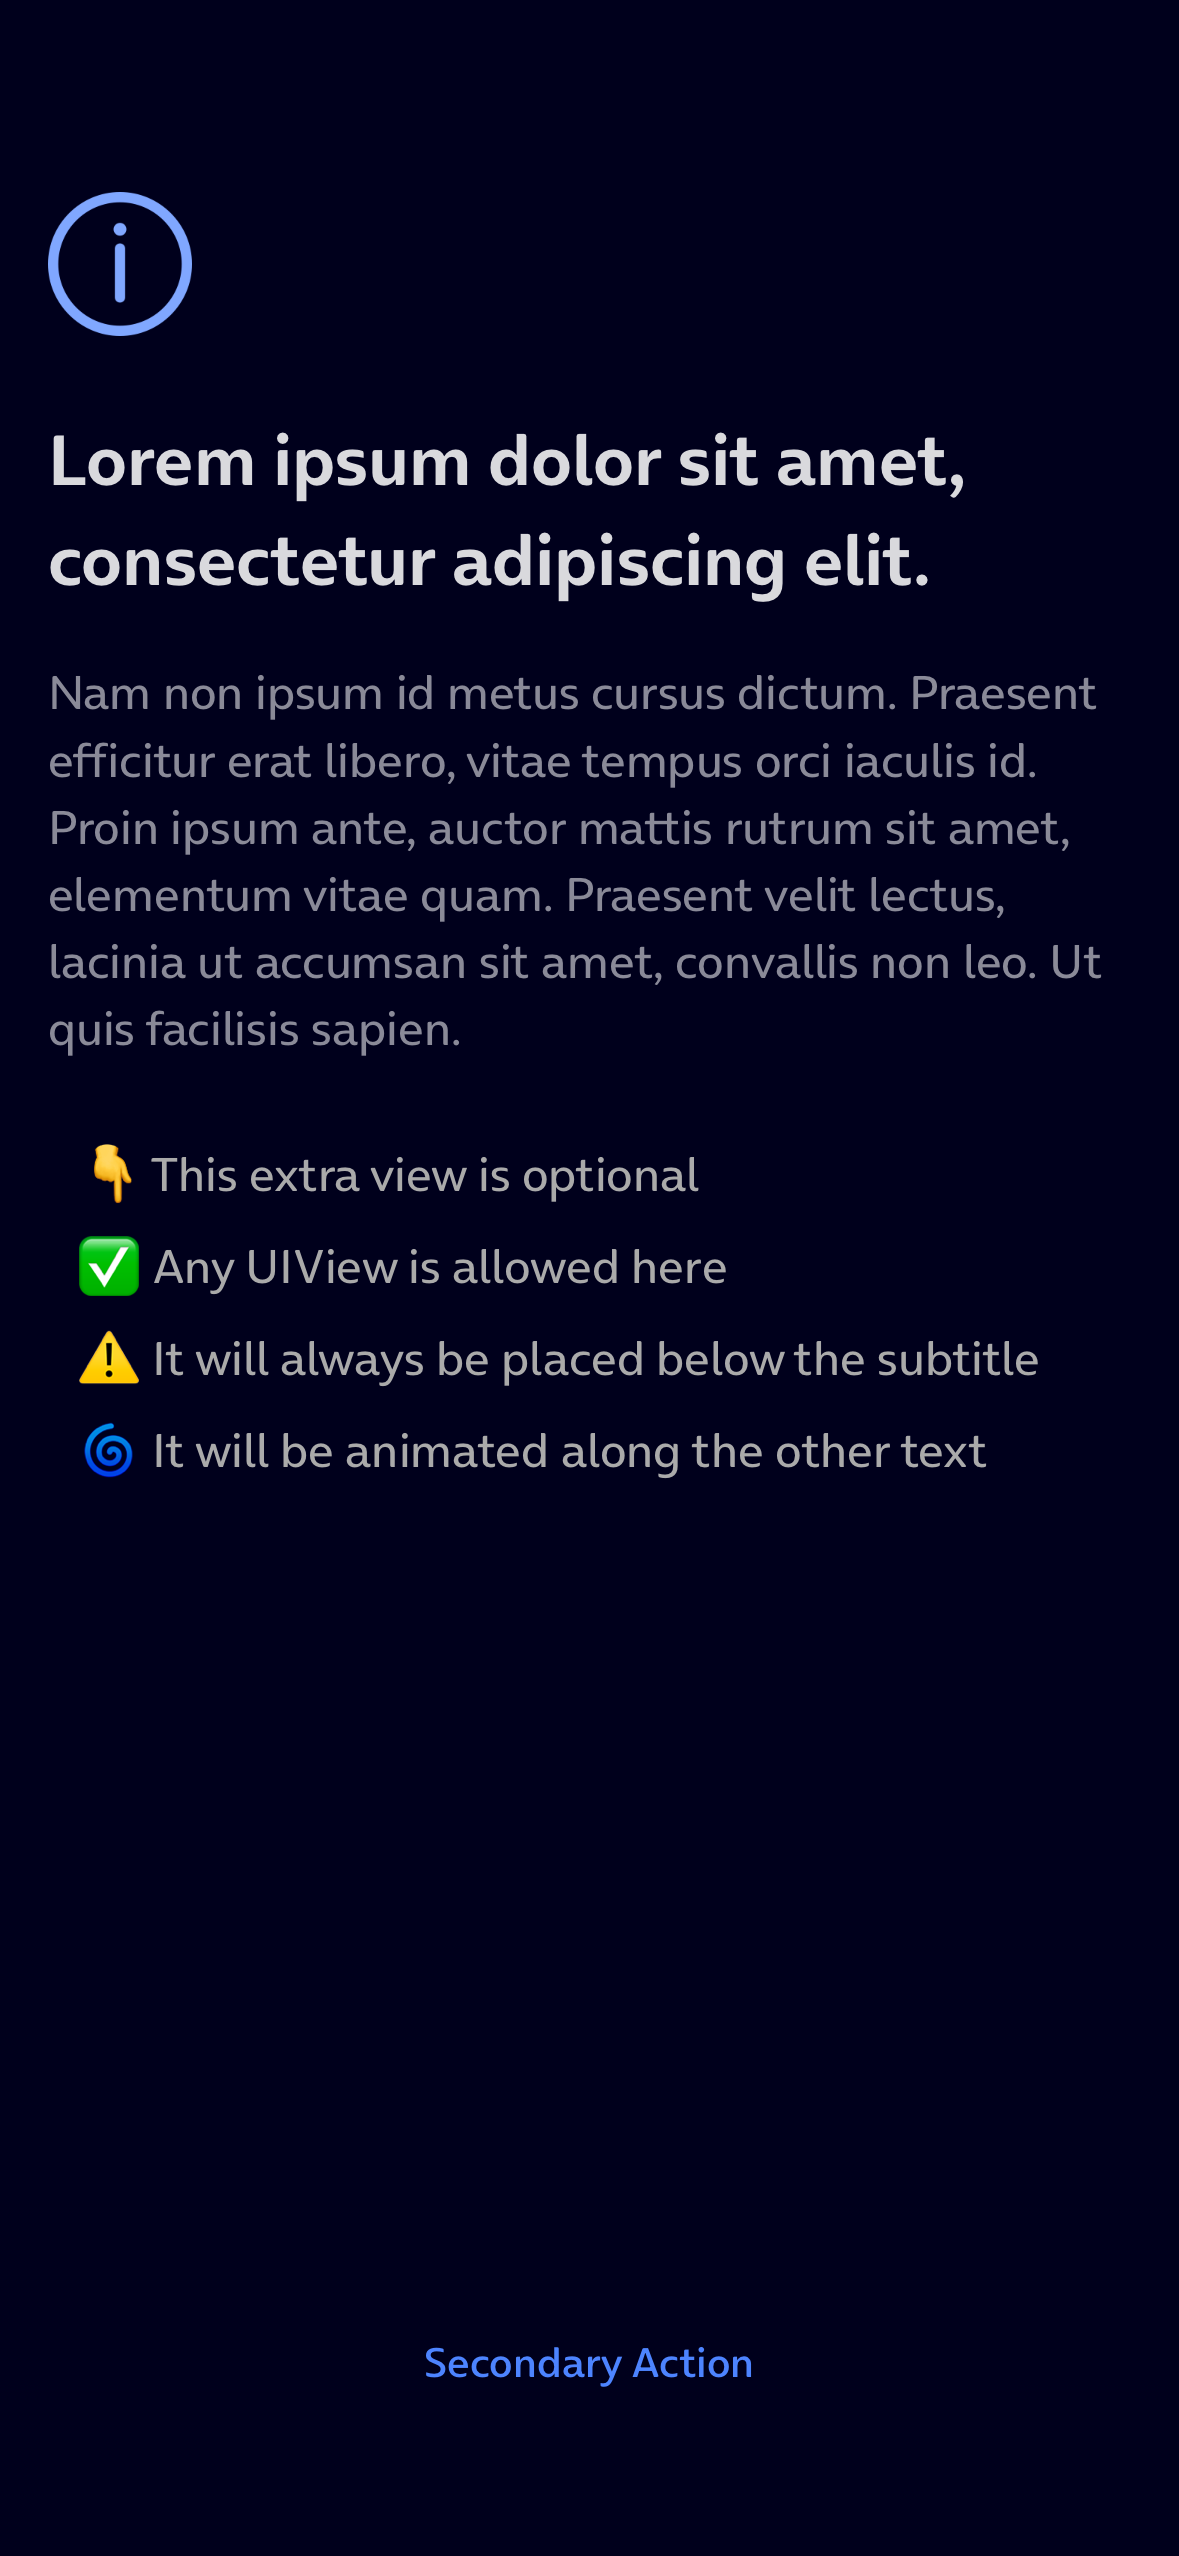 Lorem ipsum dolor sit amet,
consectetur adipiscing elit.
Nam non ipsum id metus cursus dictum. Praesent
efficitur erat libero, vitae tempus orci iaculis id.
Proin ipsum ante, auctor mattis rutrum sit amet,
elementum vitae quam. Praesent velit lectus,
lacinia ut accumsan sit amet, convallis non leo. Ut
quis facilisis sapien.
👇 This extra view is optional
✅ Any UIView is allowed here
⚠️ It will always be placed below the subtitle
🌀 It will be animated along the other text
Secondary Action